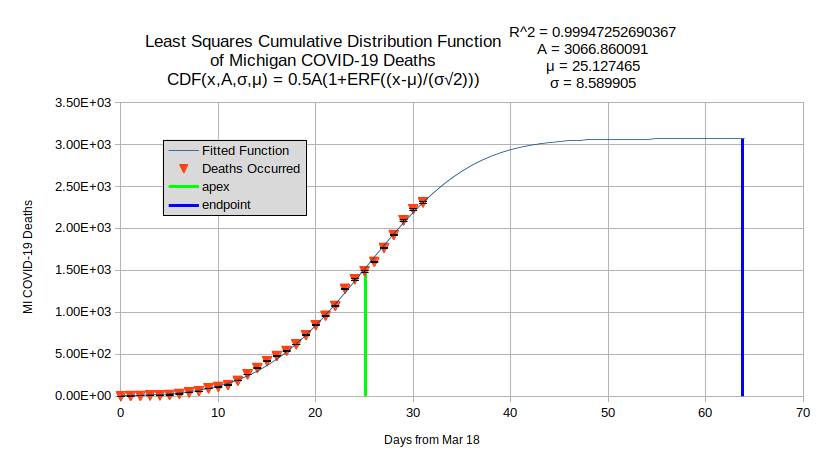 Least Squares Cumulative Distribution Function
of Michigan COVID-19 Deaths
CDF(x,A,σ,μ) = 0.5A(1+ERF((x-μ)/(σ√2)))
R^2 = 0.99947252690367
A = 3066.860091
μ = 25.127465
σ = 8.589905
3.50E+03
3.00E+03
2.50E+03
2.00E+03
1.50E+03
1.00E+03
5.00E+02
0.00E+00
MI COVID-19 Deaths
Fitted Function
Deaths Occurred
apex
endpoint
0 10 20 30 40 50 60 70
Days from Mar 18